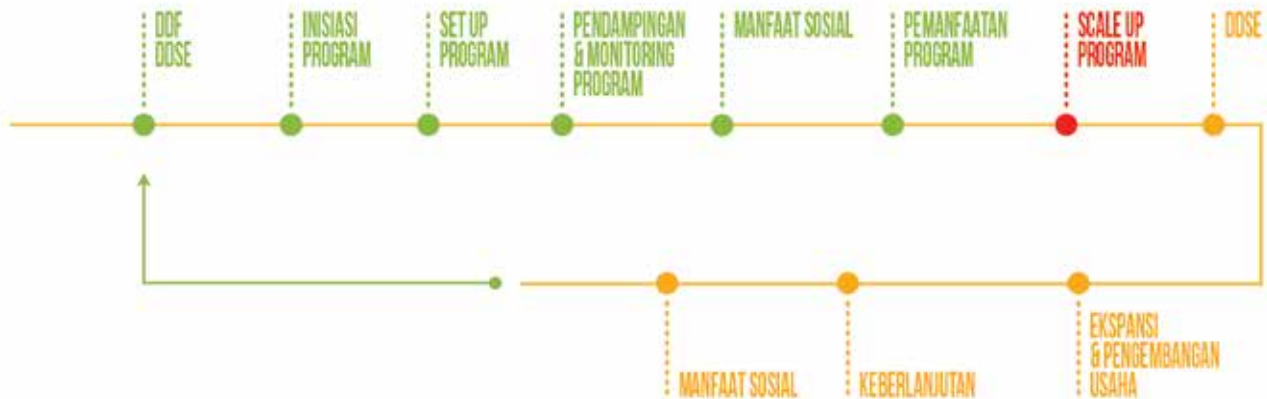 DDF
DDSE
INISIASI
PROGRAM
SET UP
PROGRAM
PENDAMPINGAN
& MONITORING
PROGRAM
MANFAAT SOSIAL
PEMANFAATAN
PROGRAM
SCALE UP
PROGRAM
DDSE
EKSPANSI
& PENGEMBANGAN
USAHA
KEBERLANJUTAN
MANFAAT SOSIAL